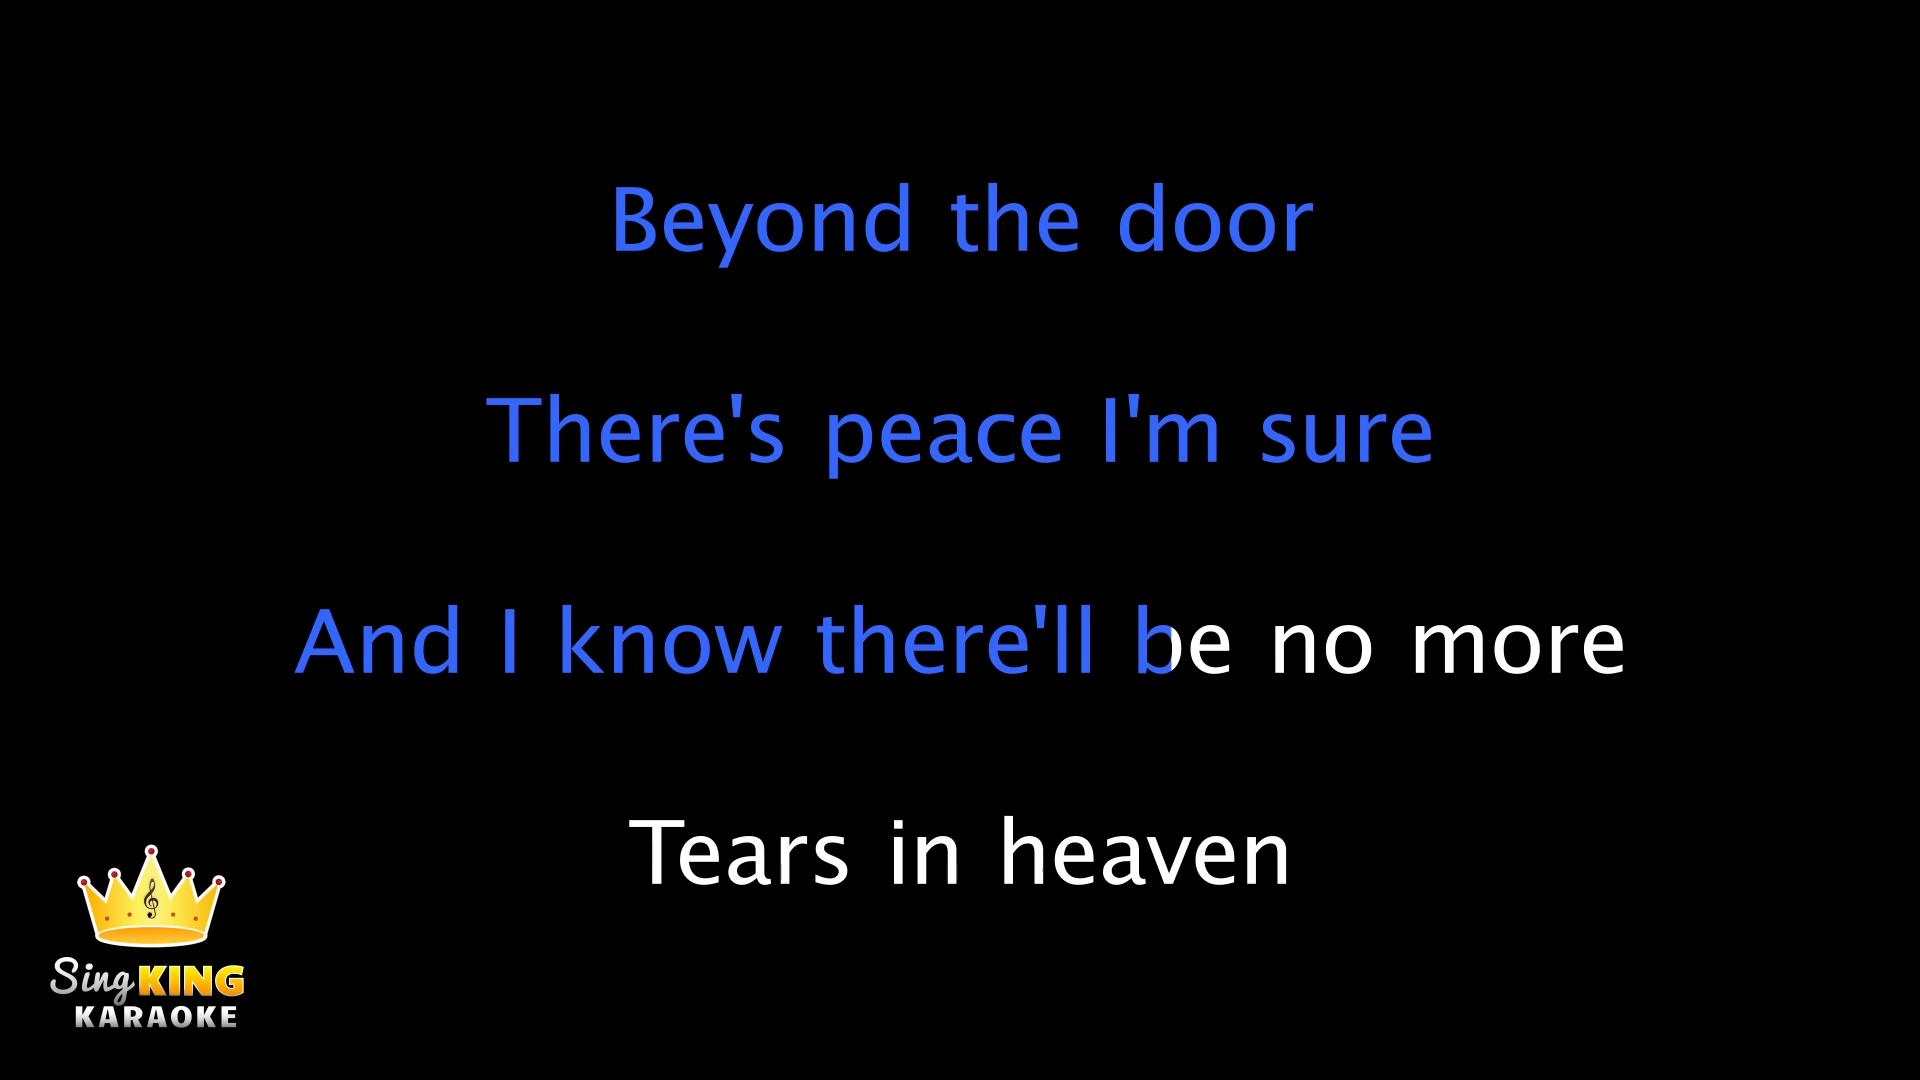 Beyond the door
There's peace I'm sure
And I know there'll be no more
Tears in heaven
Sing KING
KARAOKE